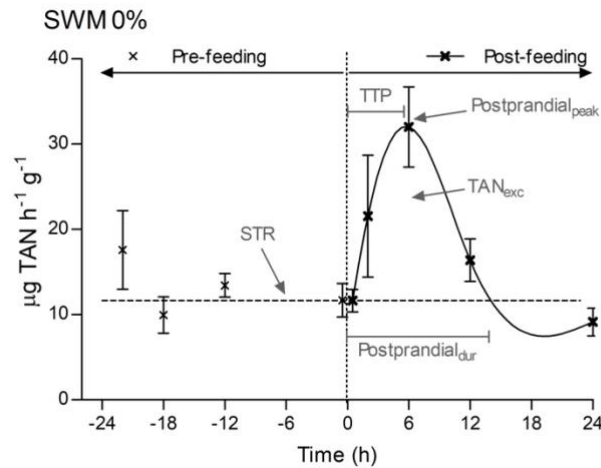 SWM 0%
Pre-feeding
Post-feeding
TTP
Postprandial_peak
TAN_exc
STR
Postprandial_dur
µg TAN h⁻¹ g⁻¹
40
30
20
10
0
-24 -18 -12 -6 0 6 12 18 24
Time (h)